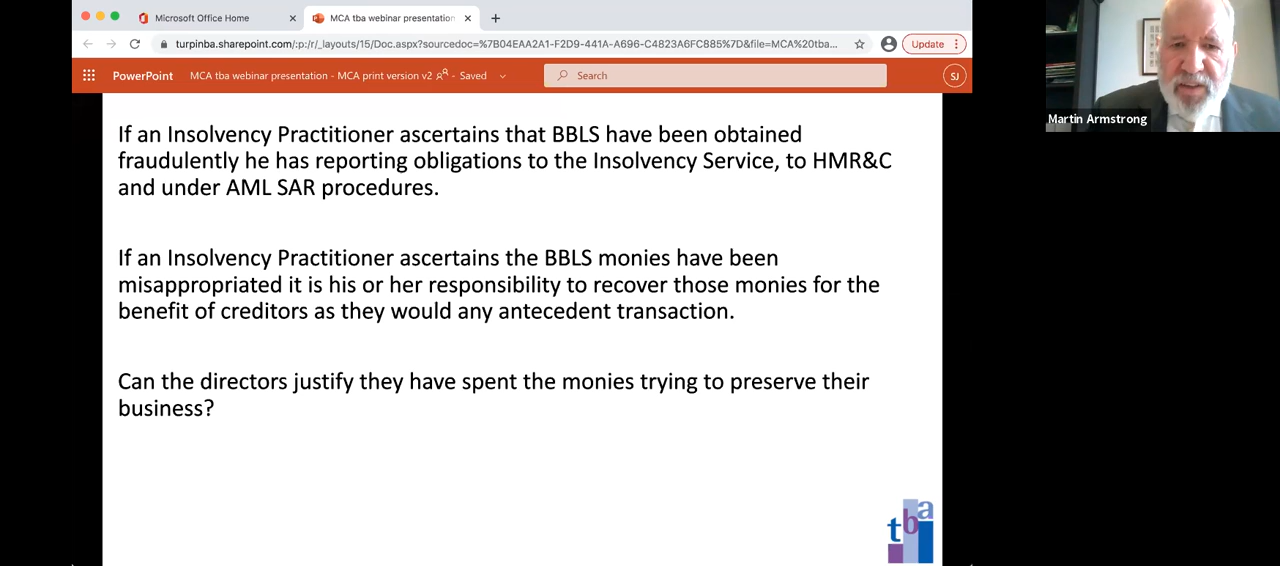 Microsoft Office Home
MCA tba webinar presentation
turpinba.sharepoint.com/:p:/r/_layouts/15/Doc.aspx?sourcedoc=%7B04EAA2A1-F2D9-441A-A696-C4823A6FC885%7D&file=MCA%20tba...
Update
PowerPoint
MCA tba webinar presentation - MCA print version v2
- Saved
Search
SJ
Martin Armstrong
If an Insolvency Practitioner ascertains that BBLS have been obtained
fraudulently he has reporting obligations to the Insolvency Service, to HMR&C
and under AML SAR procedures.
If an Insolvency Practitioner ascertains the BBLS monies have been
misappropriated it is his or her responsibility to recover those monies for the
benefit of creditors as they would any antecedent transaction.
Can the directors justify they have spent the monies trying to preserve their
business?
tba